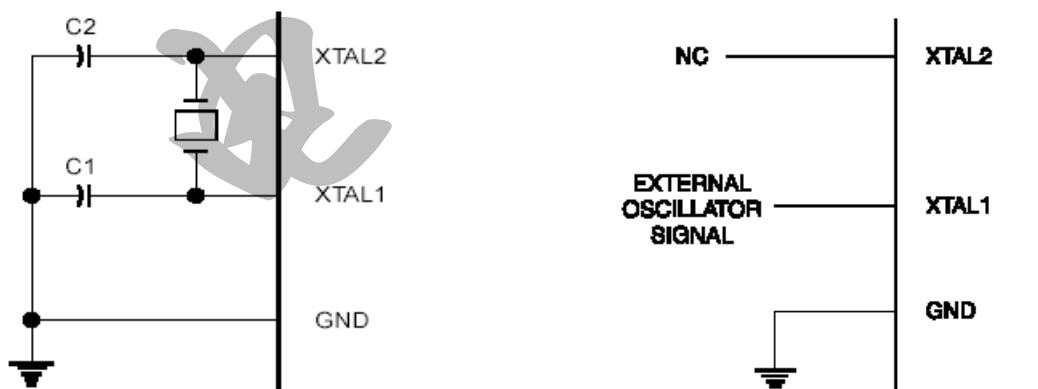 C2
XTAL2
C1
XTAL1
GND
NC
XTAL2
EXTERNAL
OSCILLATOR
SIGNAL
XTAL1
GND